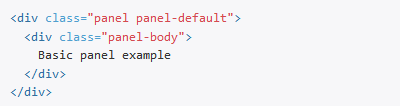 <div class="panel panel-default">
  <div class="panel-body">
    Basic panel example
  </div>
</div>